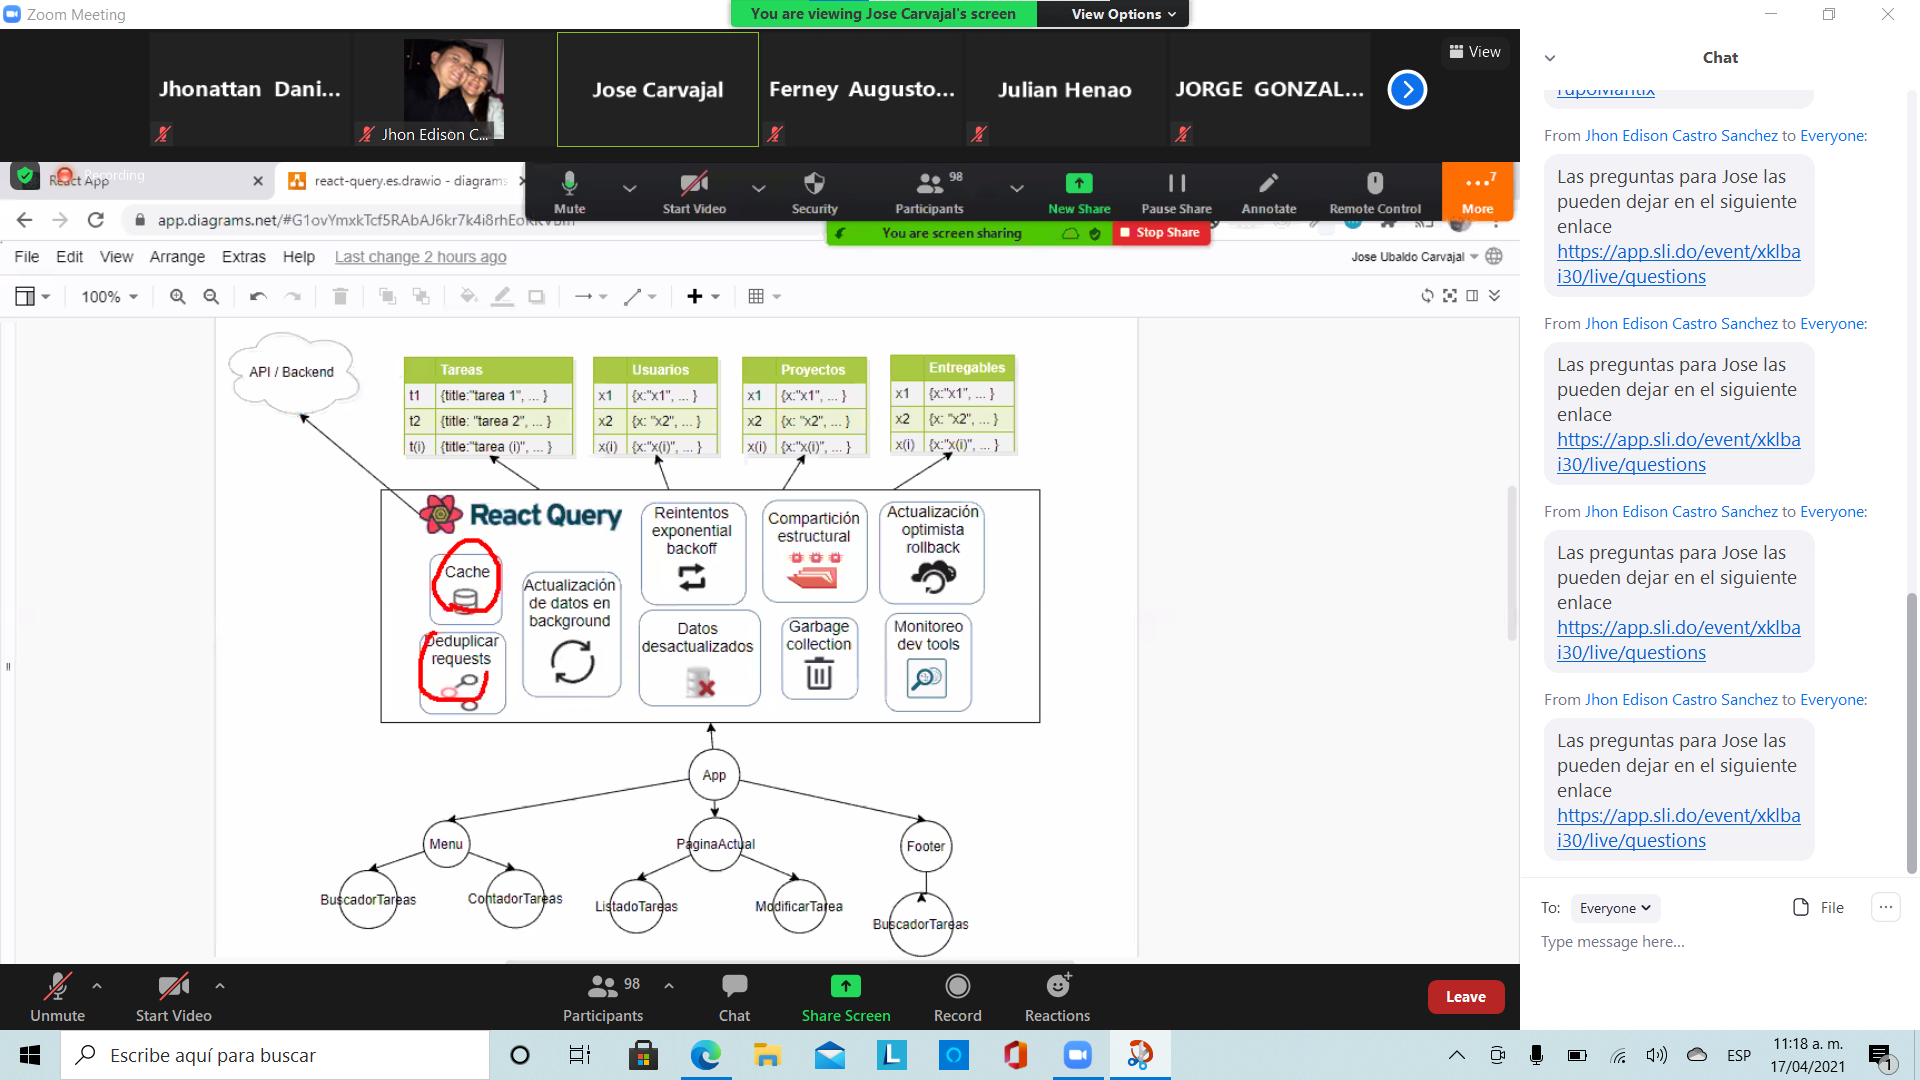 Zoom Meeting
You are viewing Jose Carvajal's screen
View Options
Jhonattan Dani...
Jhon Edison C...
Jose Carvajal
Ferney Augusto...
Julian Henao
JORGE GONZAL...
View
Chat
React App
Recording
react-query.es.drawio - diagrams
Mute
Start Video
Security
98
Participants
New Share
Pause Share
Annotate
Remote Control
7
More
app.diagrams.net/#G1ovYmxkTcf5RAbAJ6kr7k4i8rhEo
You are screen sharing
Stop Share
File Edit View Arrange Extras Help Last change 2 hours ago
Jose Ubaldo Carvajal
100%
API / Backend
Tareas
t1 {title:"tarea 1", ... }
t2 {title: "tarea 2", ... }
t(i) {title:"tarea (i)", ... }
Usuarios
x1 {x:"x1", ... }
x2 {x: "x2", ... }
x(i) {x:"x(i)", ... }
Proyectos
x1 {x:"x1", ... }
x2 {x: "x2", ... }
x(i) {x:"x(i)", ... }
Entregables
x1 {x:"x1", ... }
x2 {x: "x2", ... }
x(i) {x:"x(i)", ... }
React Query
Cache
Deduplicar
requests
Actualización
de datos en
background
Reintentos
exponential
backoff
Datos
desactualizados
Compartición
estructural
Garbage
collection
Actualización
optimista
rollback
Monitoreo
dev tools
App
Menu
PaginaActual
Footer
BuscadorTareas
ContadorTareas
ListadoTareas
ModificarTarea
BuscadorTareas
rupoMantix
From Jhon Edison Castro Sanchez to Everyone:
Las preguntas para Jose las
pueden dejar en el siguiente
enlace
https://app.sli.do/event/xklba
i30/live/questions
From Jhon Edison Castro Sanchez to Everyone:
Las preguntas para Jose las
pueden dejar en el siguiente
enlace
https://app.sli.do/event/xklba
i30/live/questions
From Jhon Edison Castro Sanchez to Everyone:
Las preguntas para Jose las
pueden dejar en el siguiente
enlace
https://app.sli.do/event/xklba
i30/live/questions
From Jhon Edison Castro Sanchez to Everyone:
Las preguntas para Jose las
pueden dejar en el siguiente
enlace
https://app.sli.do/event/xklba
i30/live/questions
To: Everyone
File
Type message here...
Unmute
Start Video
98
Participants
Chat
Share Screen
Record
Reactions
Leave
Escribe aquí para buscar
L
ESP
11:18 a. m.
17/04/2021
1